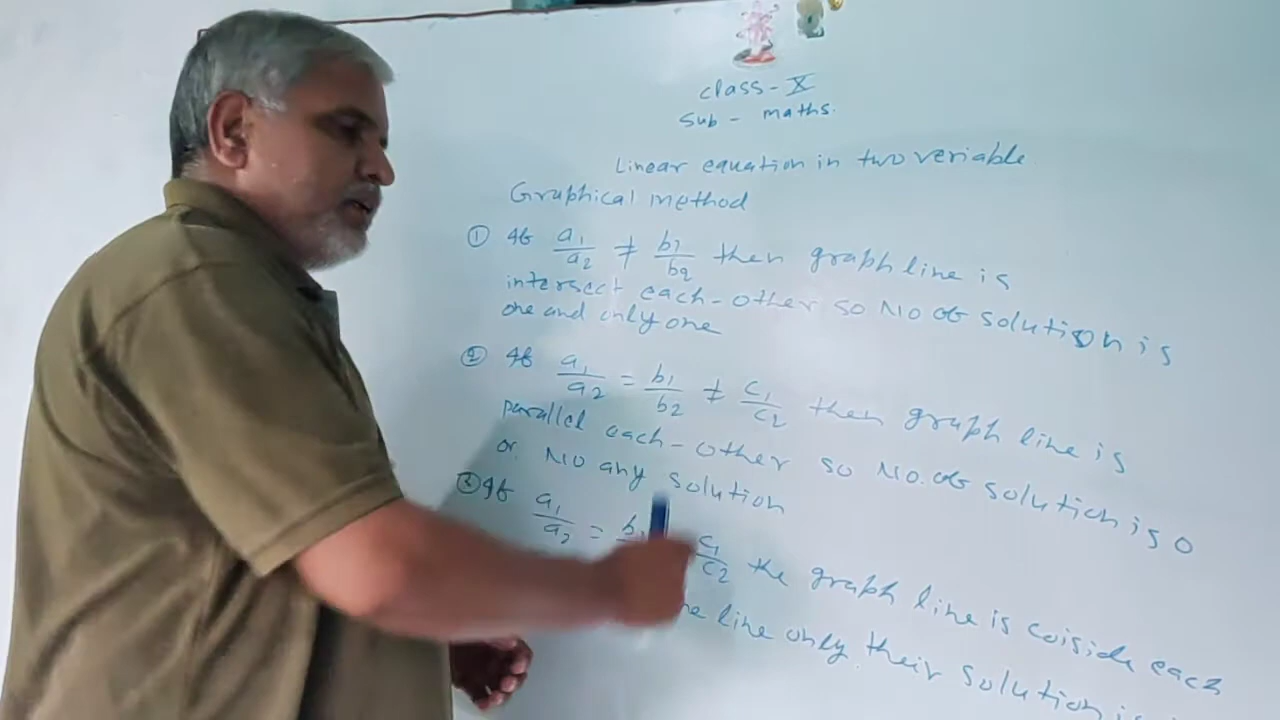 class - X
Sub - maths.
Linear equation in two veriable
Graphical method
① If a1/a2 ≠ b1/b2 then graph line is
intersect each-other so No of solution is
one and only one
② If a1/a2 = b1/b2 ≠ c1/c2 then graph line is
parallel each-other so No. of solution is 0
or No any solution
③ If a1/a2 = b1 c1/c2 the graph line is coiside each
line only their solution is